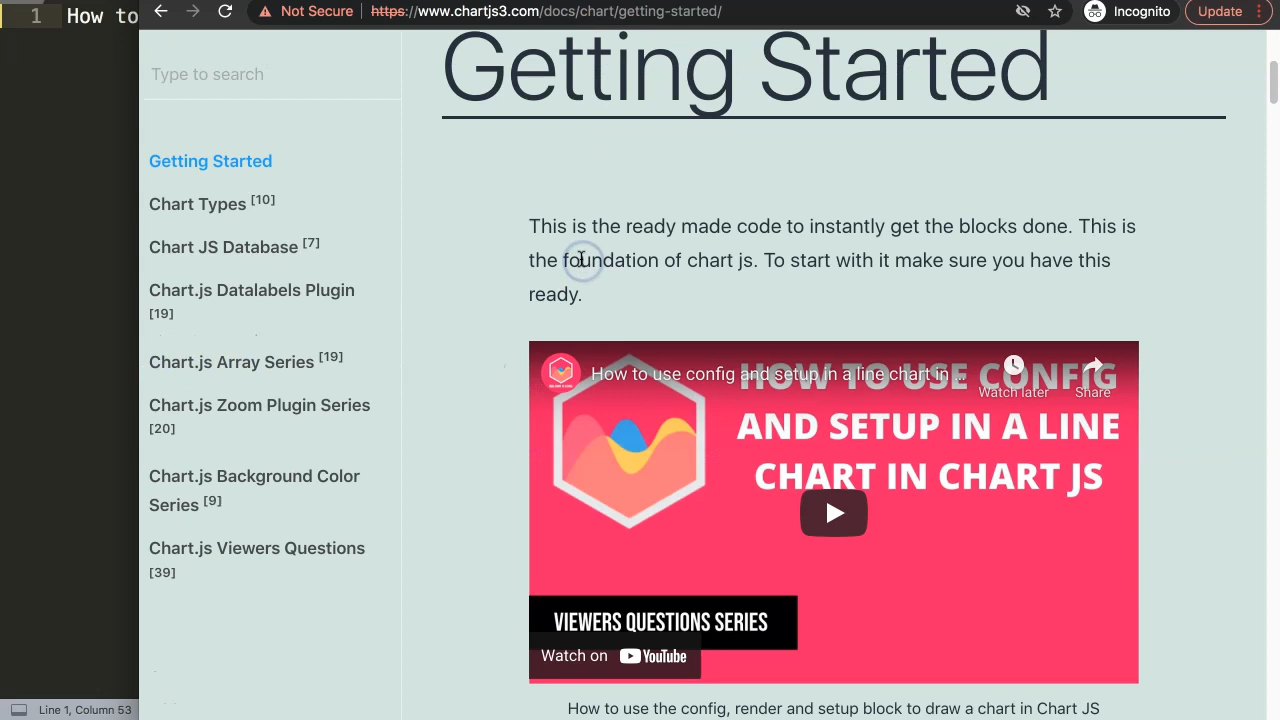 1 How to
Not Secure https://www.chartjs3.com/docs/chart/getting-started/ Incognito Update
Type to search
Getting Started
Chart Types [10]
Chart JS Database [7]
Chart.js Datalabels Plugin
[19]
Chart.js Array Series [19]
Chart.js Zoom Plugin Series
[20]
Chart.js Background Color
Series [9]
Chart.js Viewers Questions
[39]
Getting Started
This is the ready made code to instantly get the blocks done. This is
the foundation of chart js. To start with it make sure you have this
ready.
How to use config and setup in a line chart in ...
Watch later
Share
HOW TO USE CONFIG
AND SETUP IN A LINE
CHART IN CHART JS
VIEWERS QUESTIONS SERIES
Watch on YouTube
How to use the config, render and setup block to draw a chart in Chart JS
Line 1, Column 53